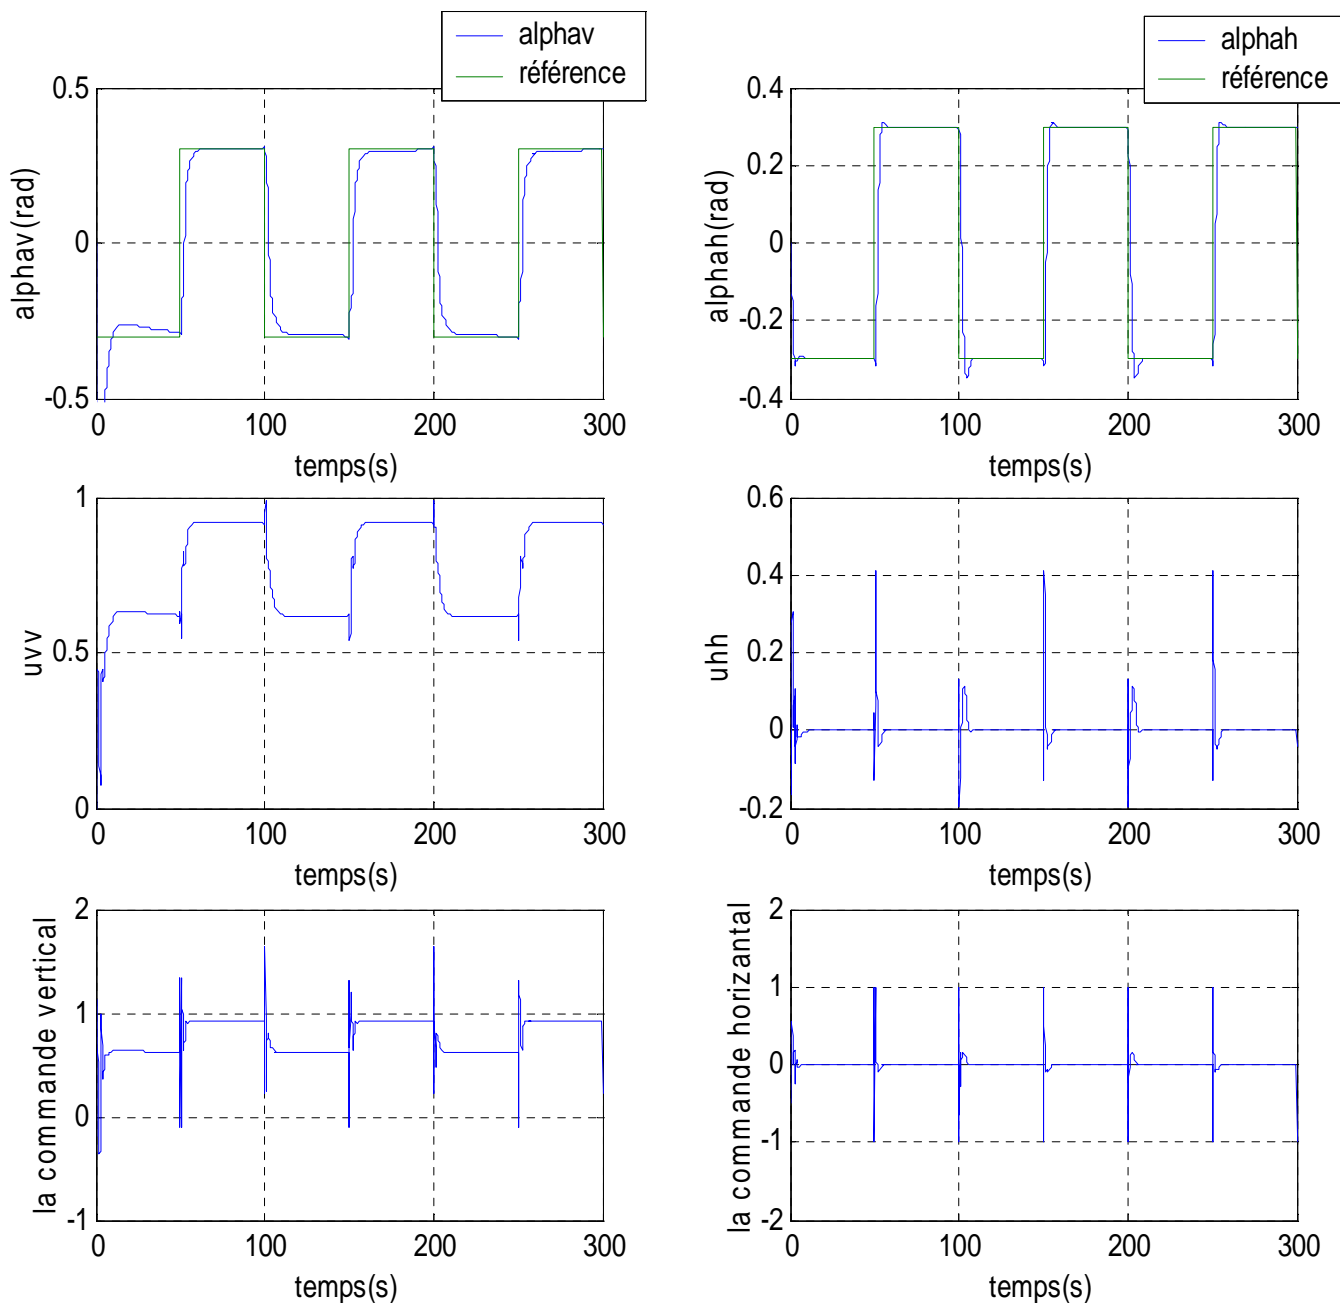 alphav
référence
alphah
référence
0.5
0
-0.5
alphav(rad)
0 100 200 300
temps(s)
0.4
0.2
0
-0.2
-0.4
alphah(rad)
0 100 200 300
temps(s)
1
0.5
0
uvv
0 100 200 300
temps(s)
0.6
0.4
0.2
0
-0.2
uhh
0 100 200 300
temps(s)
2
1
0
-1
la commande vertical
0 100 200 300
temps(s)
2
1
0
-1
-2
la commande horizantal
0 100 200 300
temps(s)